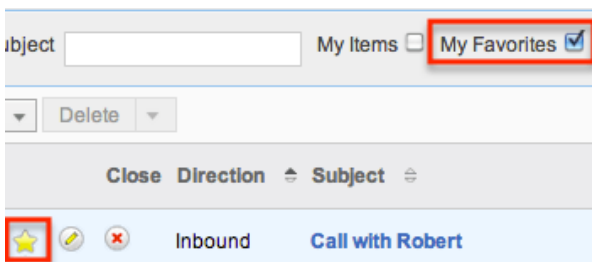 ubject My Items My Favorites
Delete
Close Direction Subject
Inbound Call with Robert